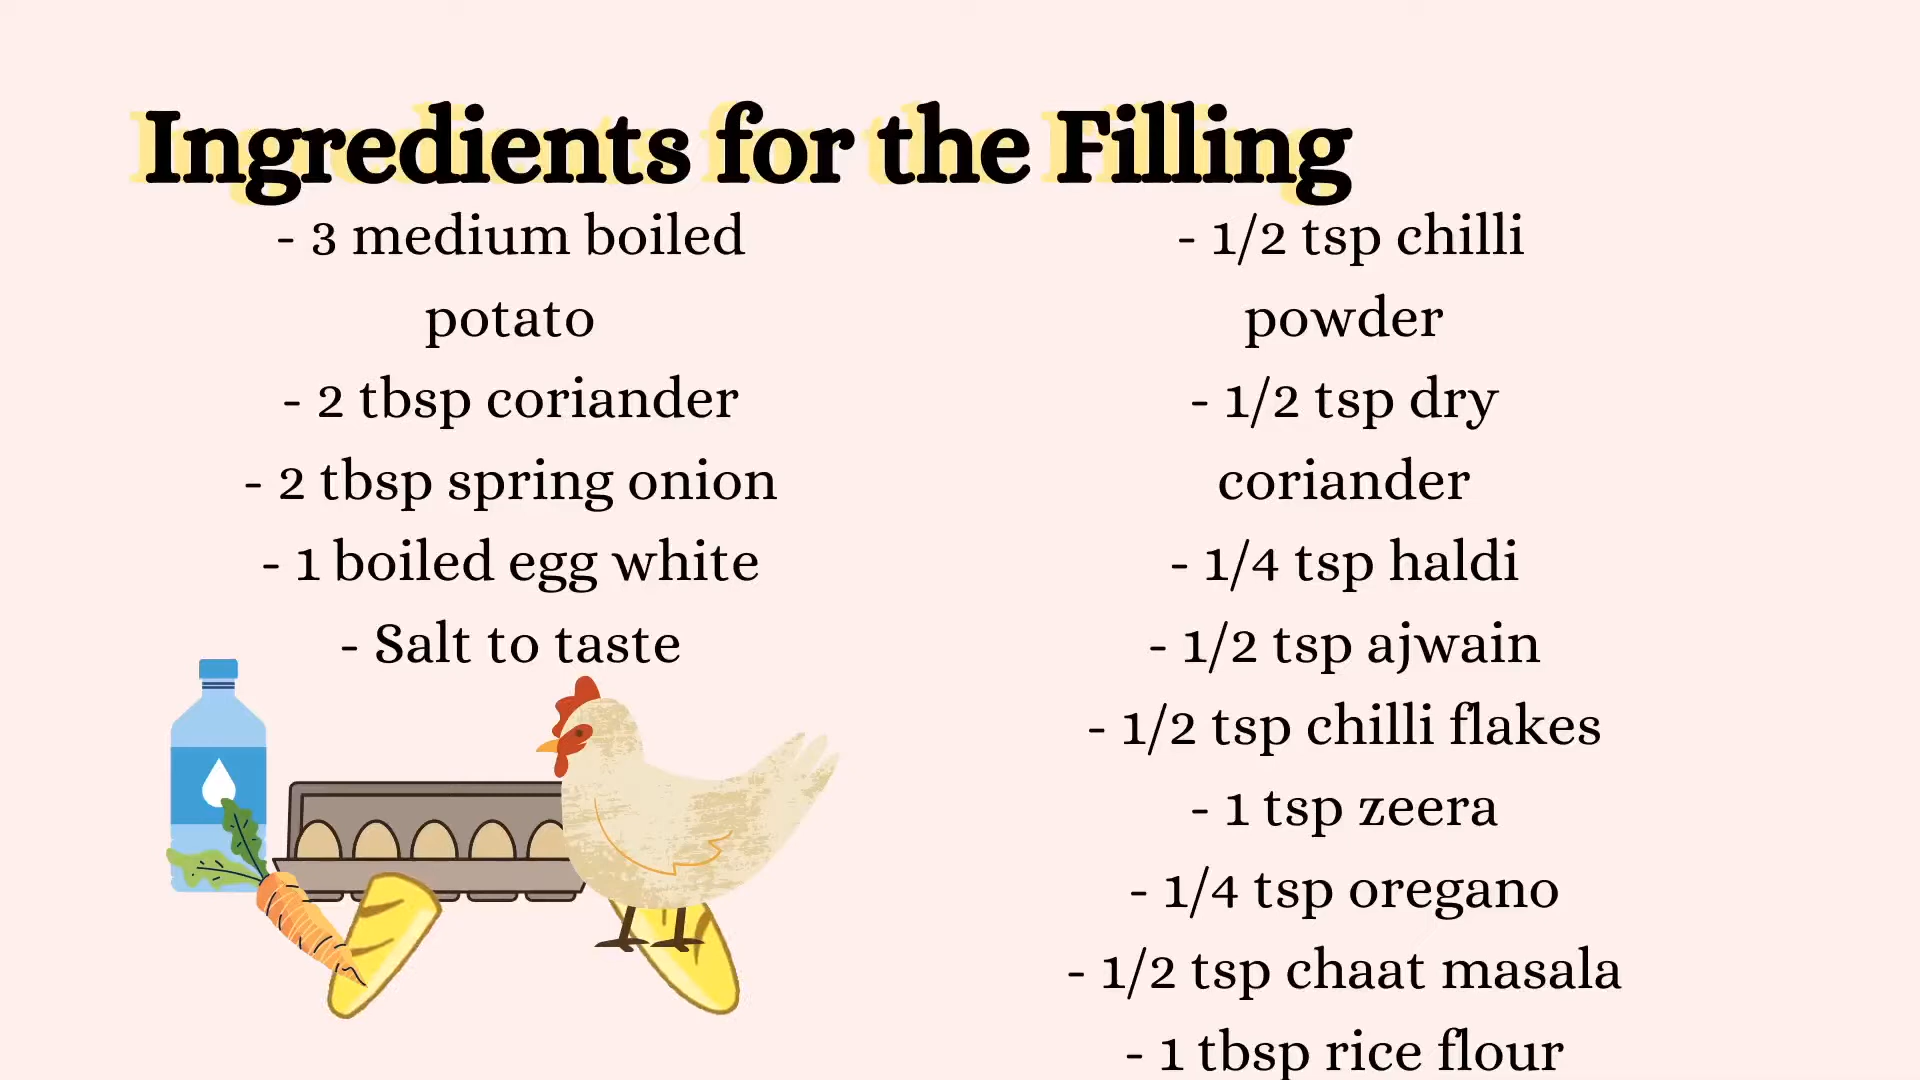 Ingredients for the Filling
- 3 medium boiled
potato
- 2 tbsp coriander
- 2 tbsp spring onion
- 1 boiled egg white
- Salt to taste
- 1/2 tsp chilli
powder
- 1/2 tsp dry
coriander
- 1/4 tsp haldi
- 1/2 tsp ajwain
- 1/2 tsp chilli flakes
- 1 tsp zeera
- 1/4 tsp oregano
- 1/2 tsp chaat masala
- 1 tbsp rice flour